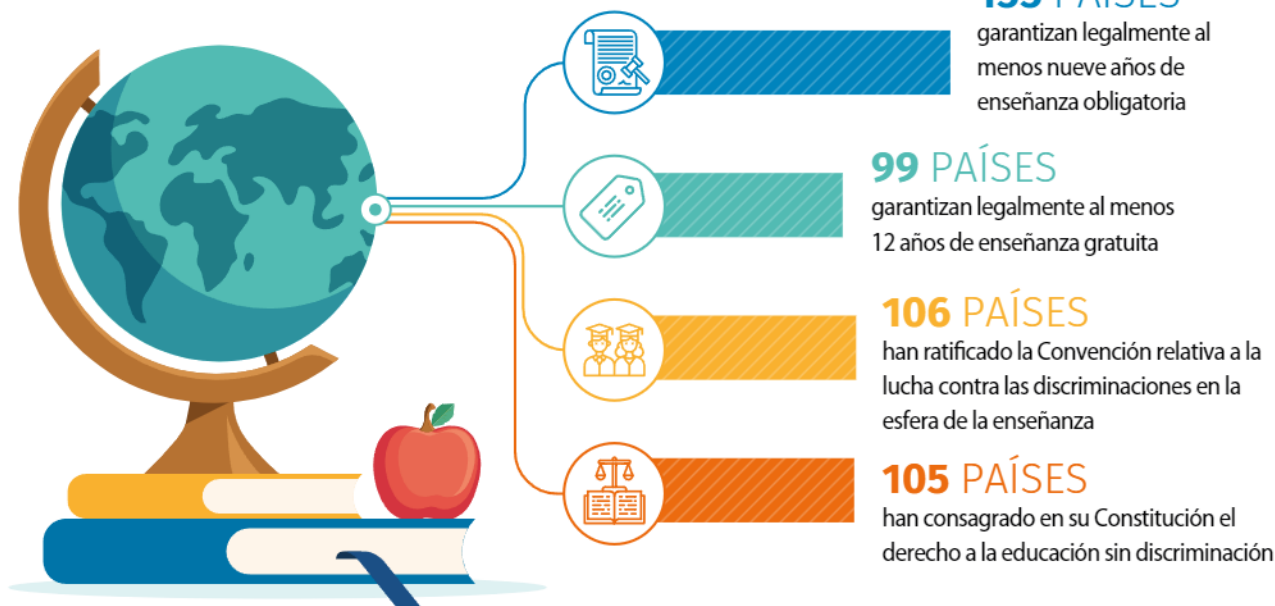 PAÍSES
garantizan legalmente al
menos nueve años de
enseñanza obligatoria
99 PAÍSES
garantizan legalmente al menos
12 años de enseñanza gratuita
106 PAÍSES
han ratificado la Convención relativa a la
lucha contra las discriminaciones en la
esfera de la enseñanza
105 PAÍSES
han consagrado en su Constitución el
derecho a la educación sin discriminación